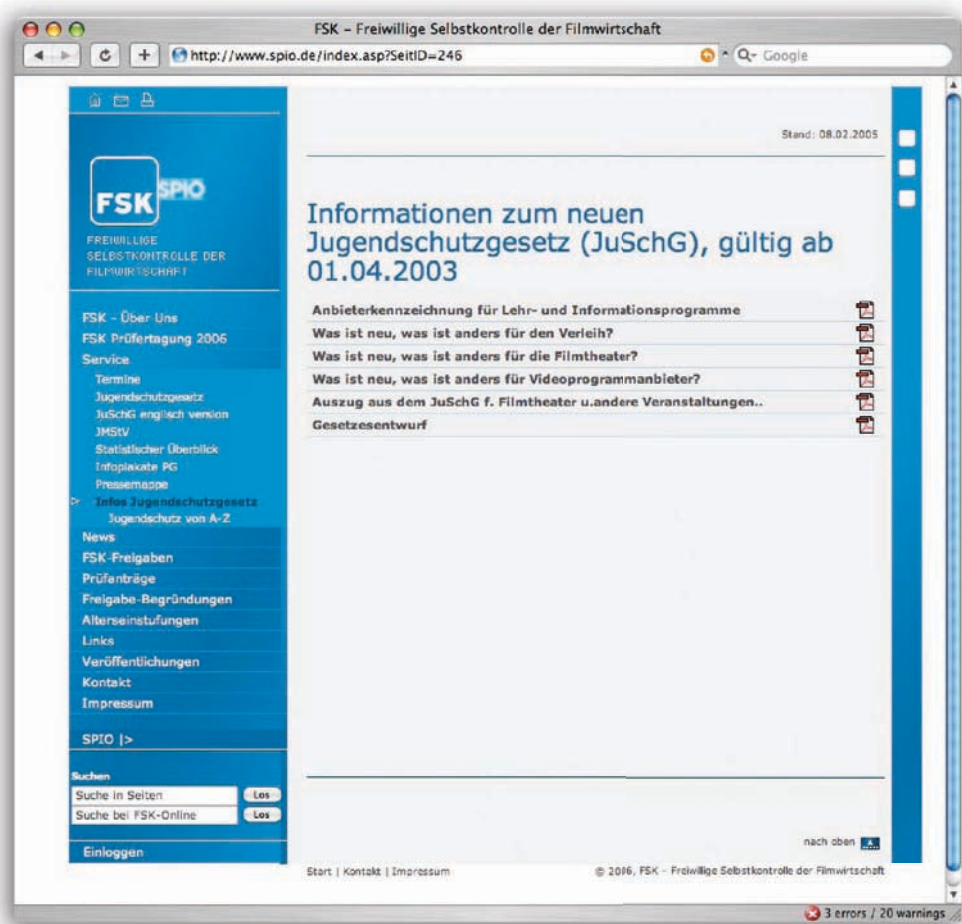 FSK – Freiwillige Selbstkontrolle der Filmwirtschaft
http://www.spio.de/index.asp?SeitID=246
Google
Stand: 08.02.2005
FSK SPIO
FREIWILLIGE
SELBSTKONTROLLE DER
FILMWIRTSCHAFT
FSK - Über Uns
FSK Prüfertagung 2006
Service
Termine
Jugendschutzgesetz
JuSchG englisch version
JMStV
Statistischer Überblick
Infoplakate PG
Pressemappe
Infos Jugendschutzgesetz
Jugendschutz von A-Z
News
FSK-Freigaben
Prüfanträge
Freigabe-Begründungen
Alterseinstufungen
Links
Veröffentlichungen
Kontakt
Impressum
SPIO |>
Suchen
Suche in Seiten Los
Suche bei FSK-Online Los
Einloggen
Informationen zum neuen
Jugendschutzgesetz (JuSchG), gültig ab
01.04.2003
Anbieterkennzeichnung für Lehr- und Informationsprogramme
Was ist neu, was ist anders für den Verleih?
Was ist neu, was ist anders für die Filmtheater?
Was ist neu, was ist anders für Videoprogrammanbieter?
Auszug aus dem JuSchG f. Filmtheater u.andere Veranstaltungen..
Gesetzesentwurf
nach oben
Start | Kontakt | Impressum
© 2006, FSK - Freiwillige Selbstkontrolle der Filmwirtschaft
3 errors / 20 warnings